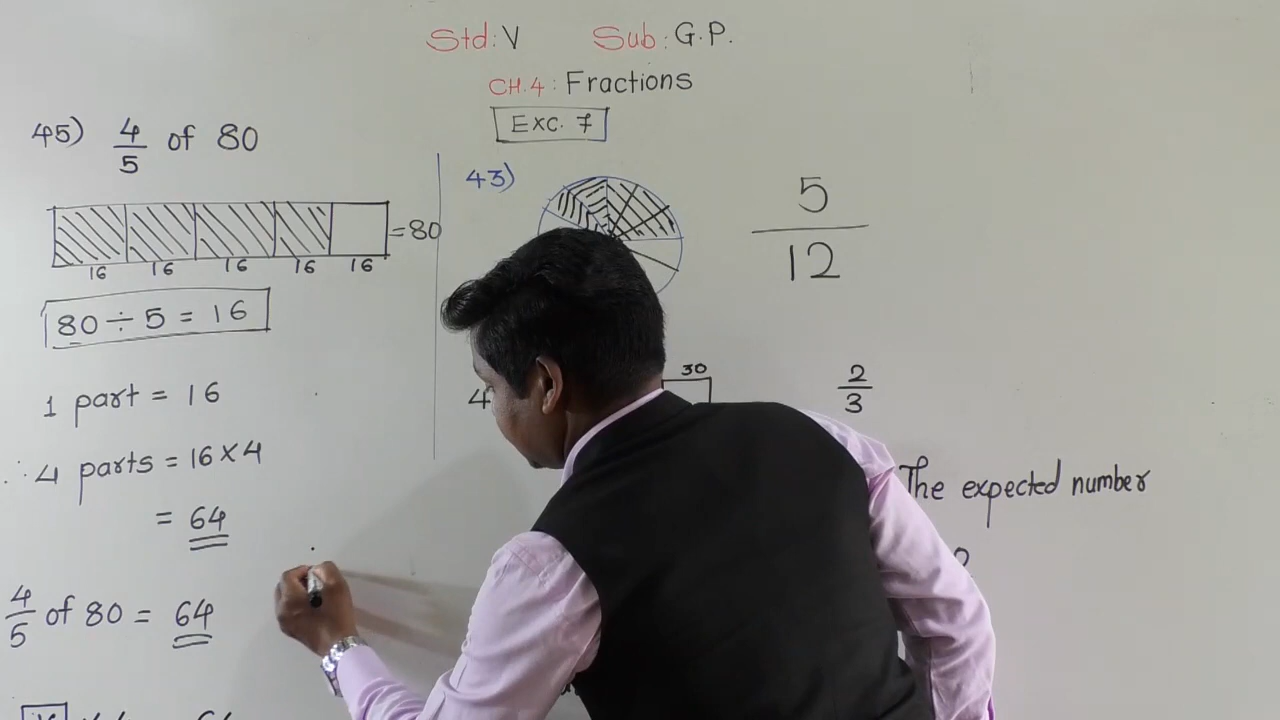 Std: V Sub: G.P.
CH.4: Fractions
Exc. 7
45) 4/5 of 80
= 80
16 16 16 16 16
80 ÷ 5 = 16
1 part = 16
∴ 4 parts = 16 × 4
= 64
4/5 of 80 = 64
43) 5/12
4
30
2/3
The expected number